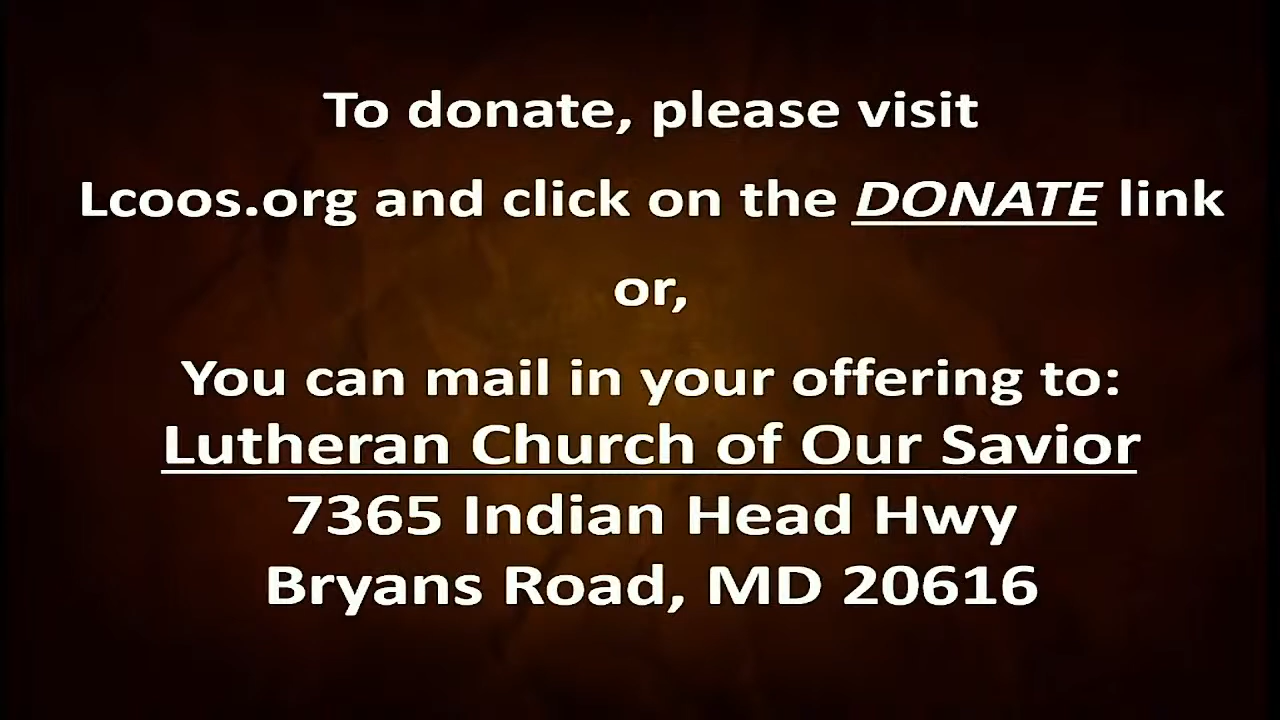 To donate, please visit
Lcoos.org and click on the DONATE link
or,
You can mail in your offering to:
Lutheran Church of Our Savior
7365 Indian Head Hwy
Bryans Road, MD 20616